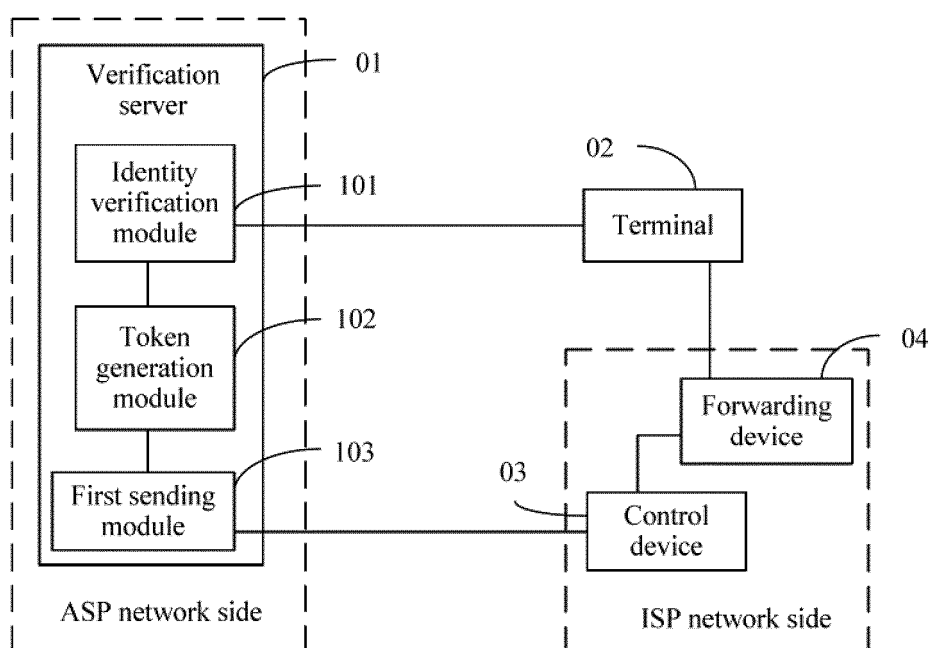 Verification
server
01
Identity
verification
module
101
Token
generation
module
102
First sending
module
103
ASP network side
02
Terminal
04
Forwarding
device
03
Control
device
ISP network side